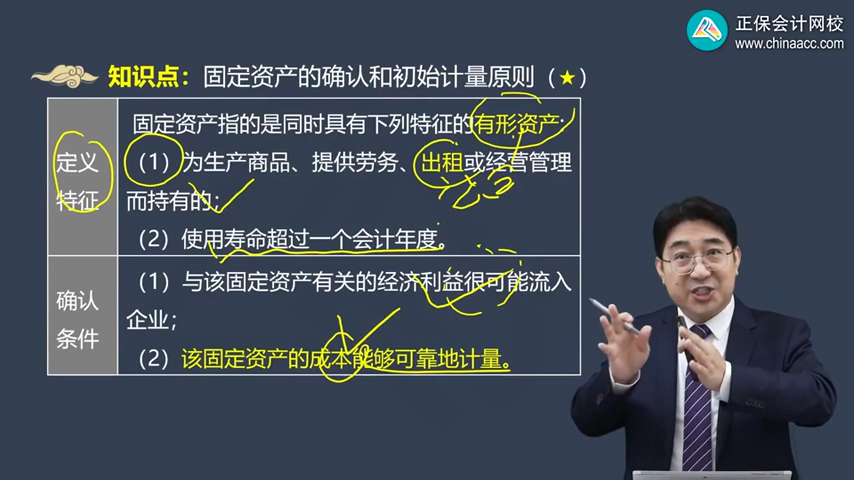 正保会计网校
www.chinaacc.com
知识点：固定资产的确认和初始计量原则（★）
定义
特征
固定资产指的是同时具有下列特征的有形资产：
（1）为生产商品、提供劳务、出租或经营管理
而持有的；
（2）使用寿命超过一个会计年度。
确认
条件
（1）与该固定资产有关的经济利益很可能流入
企业；
（2）该固定资产的成本能够可靠地计量。